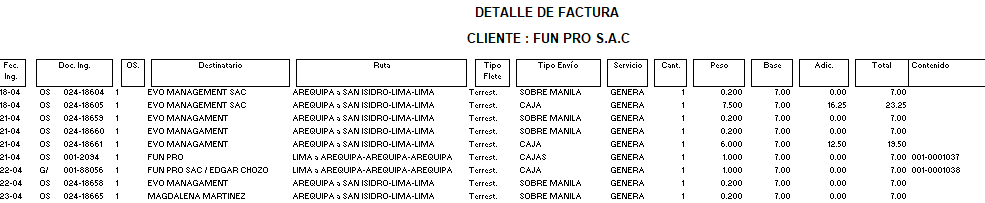 DETALLE DE FACTURA
CLIENTE : FUN PRO S.A.C
Fec. Ing. Doc. Ing. OS. Destinatario Ruta Tipo Flete Tipo Envío Servicio Cant. Peso Base Adic. Total Contenido
18-04 OS 024-18604 1 EVO MANAGEMENT SAC AREQUIPA a SAN ISIDRO-LIMA-LIMA Terrest. SOBRE MANILA GENERA 1 0.200 7.00 0.00 7.00
18-04 OS 024-18605 1 EVO MANAGEMENT SAC AREQUIPA a SAN ISIDRO-LIMA-LIMA Terrest. CAJA GENERA 1 7.500 7.00 16.25 23.25
21-04 OS 024-18659 1 EVO MANAGAMENT AREQUIPA a SAN ISIDRO-LIMA-LIMA Terrest. SOBRE MANILA GENERA 1 0.200 7.00 0.00 7.00
21-04 OS 024-18660 1 EVO MANAGAMENT AREQUIPA a SAN ISIDRO-LIMA-LIMA Terrest. SOBRE MANILA GENERA 1 0.200 7.00 0.00 7.00
21-04 OS 024-18661 1 EVO MANAGAMENT AREQUIPA a SAN ISIDRO-LIMA-LIMA Terrest. CAJA GENERA 1 6.000 7.00 12.50 19.50
21-04 OS 001-2094 1 FUN PRO LIMA a AREQUIPA-AREQUIPA-AREQUIPA Terrest. CAJAS GENERA 1 1.000 7.00 0.00 7.00 001-0001037
22-04 G/ 001-88056 1 FUN PRO SAC / EDGAR CHOZO LIMA a AREQUIPA-AREQUIPA-AREQUIPA Terrest. CAJA GENERA 1 1.000 7.00 0.00 7.00 001-0001038
22-04 OS 024-18658 1 EVO MANAGAMENT AREQUIPA a SAN ISIDRO-LIMA-LIMA Terrest. SOBRE MANILA GENERA 1 0.200 7.00 0.00 7.00
23-04 OS 024-18665 1 MAGDALENA MARTINEZ AREQUIPA a SAN ISIDRO-LIMA-LIMA Terrest. SOBRE MANILA GENERA 1 0.200 7.00 0.00 7.00